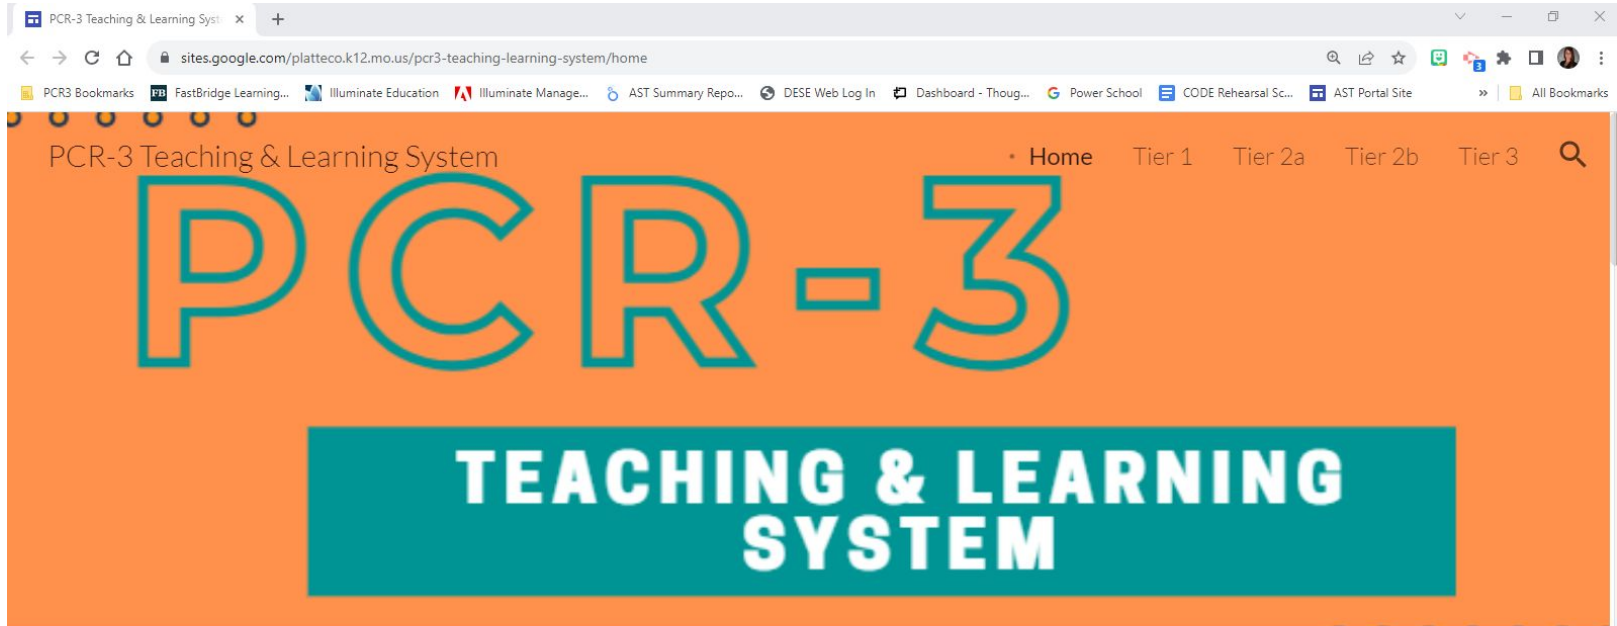 PCR-3 Teaching & Learning Syst
sites.google.com/platteco.k12.mo.us/pcr3-teaching-learning-system/home
3
PCR3 Bookmarks FB FastBridge Learning... Illuminate Education Illuminate Manage... AST Summary Repo... DESE Web Log In Dashboard - Thoug... G Power School CODE Rehearsal Sc... AST Portal Site » All Bookmarks
PCR-3 Teaching & Learning System Home Tier 1 Tier 2a Tier 2b Tier 3
PCR-3
TEACHING & LEARNING
SYSTEM